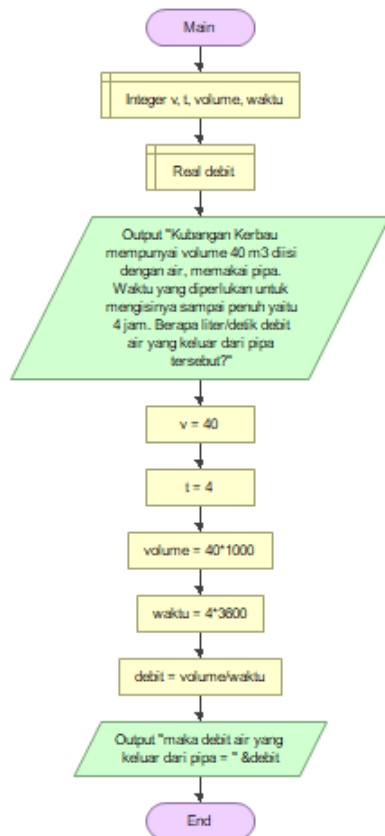 Main
Integer v, t, volume, waktu
Real debit
Output "Kubangan Kerbau
mempunyai volume 40 m3 diisi
dengan air, memakai pipa.
Waktu yang diperlukan untuk
mengisinya sampai penuh yaitu
4 jam. Berapa liter/detik debit
air yang keluar dari pipa
tersebut?"
v = 40
t = 4
volume = 40*1000
waktu = 4*3600
debit = volume/waktu
Output "maka debit air yang
keluar dari pipa = " &debit
End